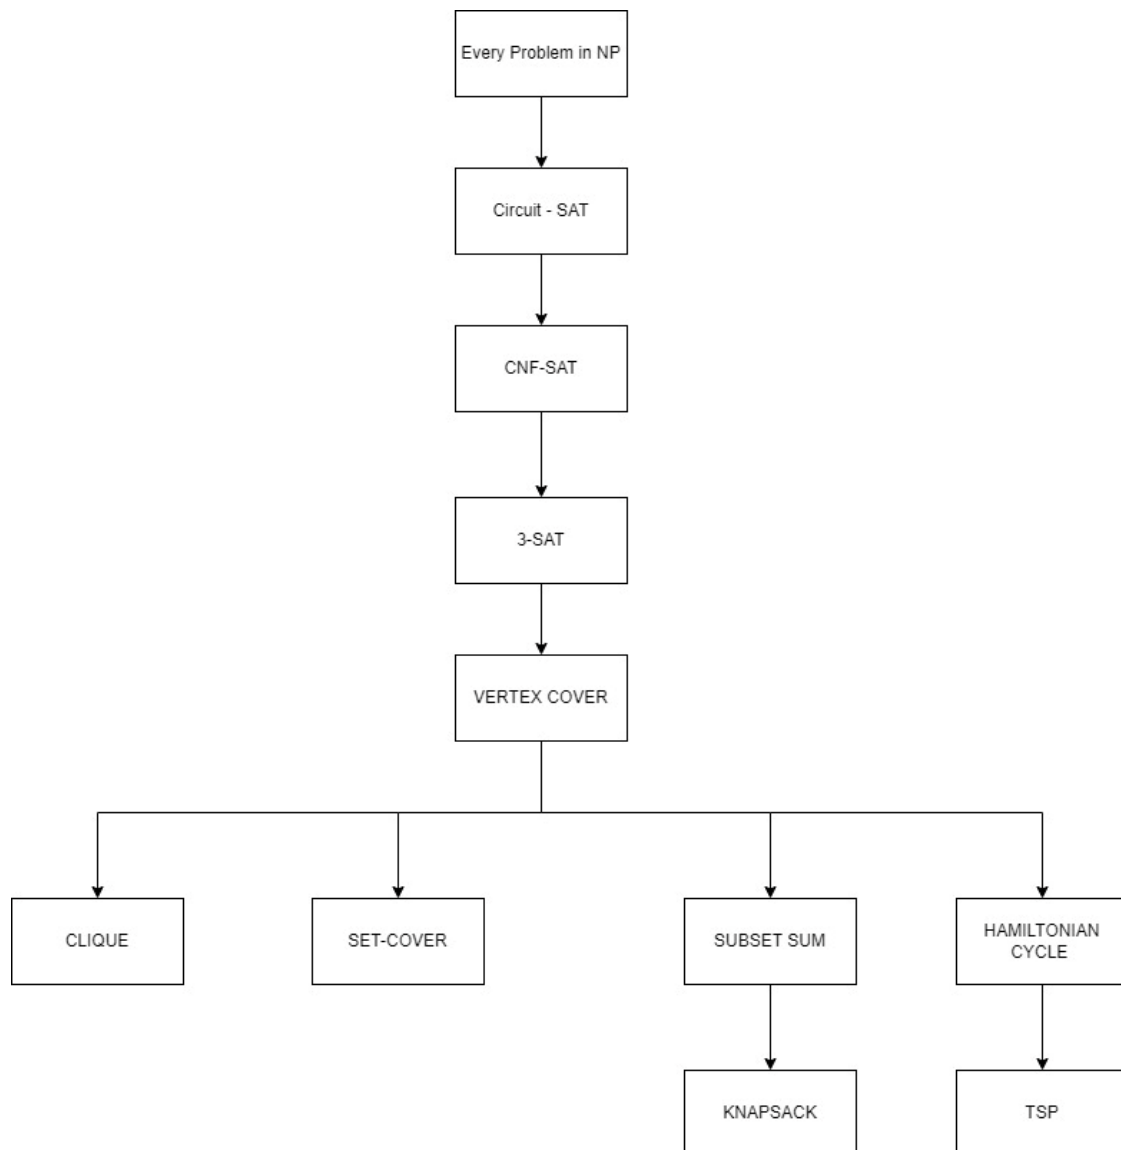 Every Problem in NP
Circuit - SAT
CNF-SAT
3-SAT
VERTEX COVER
CLIQUE
SET-COVER
SUBSET SUM
HAMILTONIAN
CYCLE
KNAPSACK
TSP